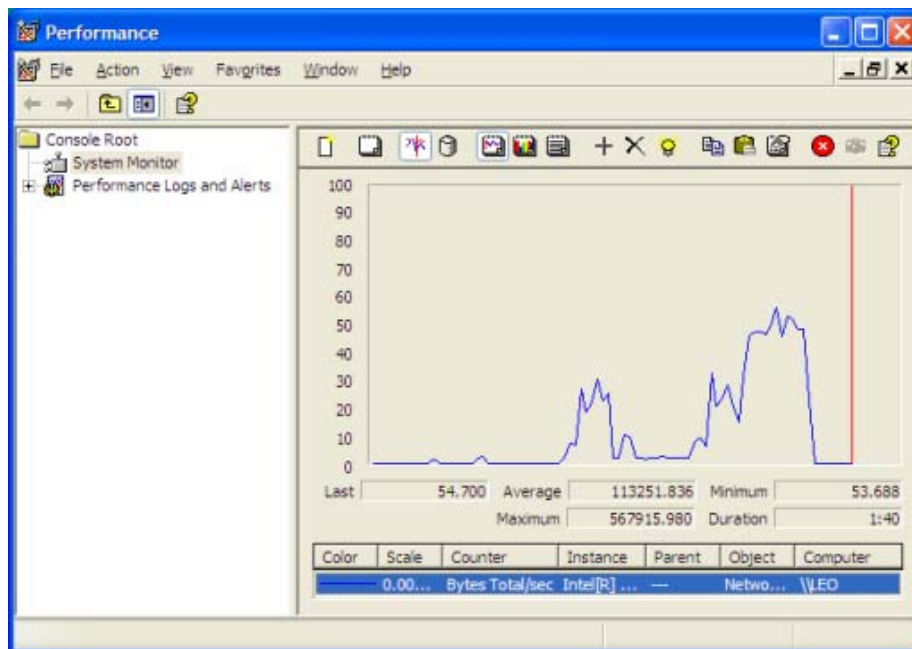 Performance
File Action View Favorites Window Help
Console Root
System Monitor
Performance Logs and Alerts
100
90
80
70
60
50
40
30
20
10
0
Last 54.700 Average 113251.836 Minimum 53.688
Maximum 567915.980 Duration 1:40
Color Scale Counter Instance Parent Object Computer
0.00... Bytes Total/sec Intel[R] ... --- Netwo... \\LEO